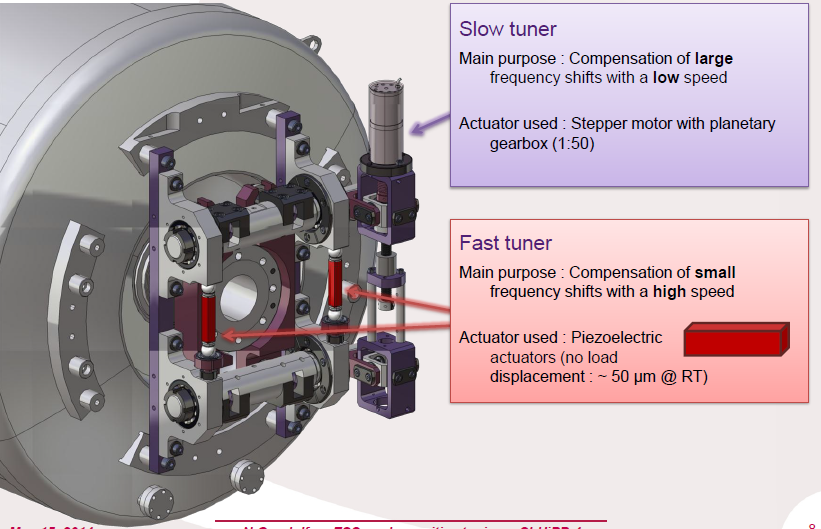 Slow tuner
Main purpose : Compensation of large
frequency shifts with a low speed
Actuator used : Stepper motor with planetary
gearbox (1:50)
Fast tuner
Main purpose : Compensation of small
frequency shifts with a high speed
Actuator used : Piezoelectric
actuators (no load
displacement : ~ 50 µm @ RT)